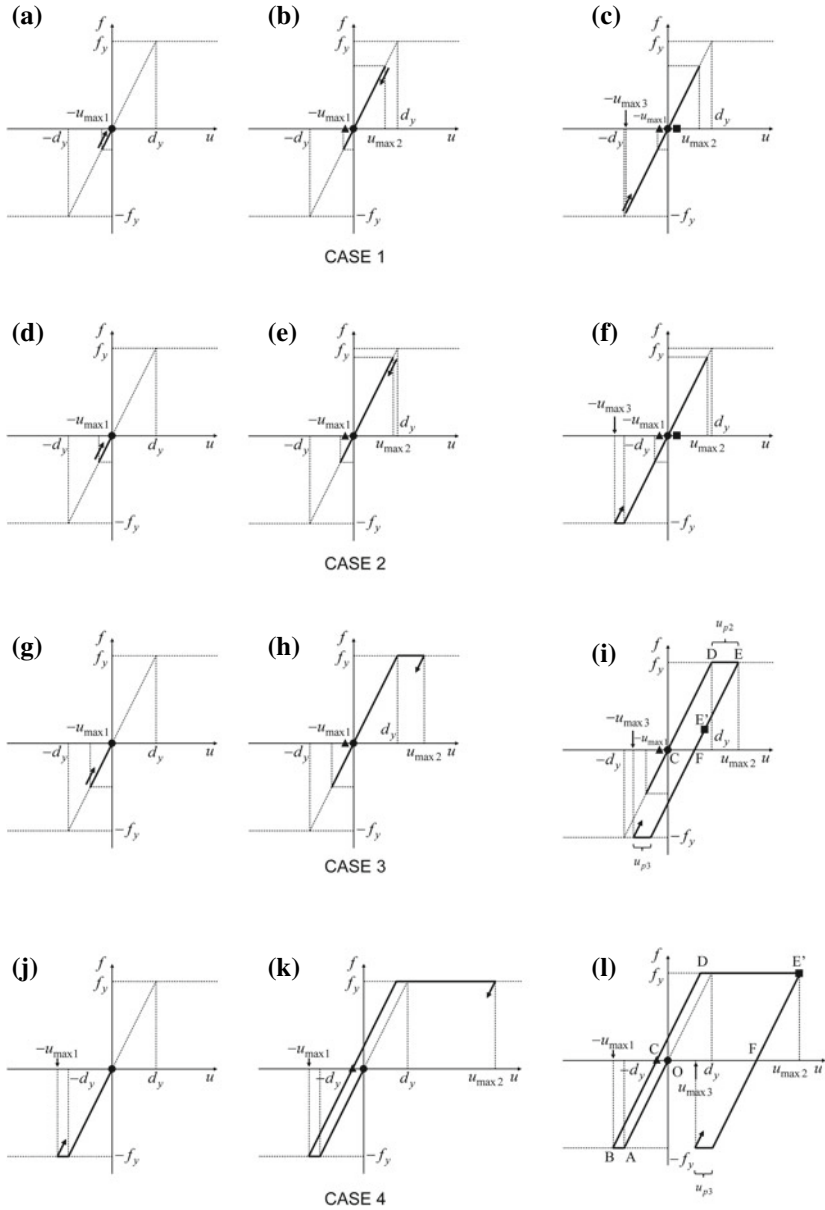 (a) (b) (c)
f f f
f_y f_y f_y
−u_max1 −u_max1 −u_max3 −u_max1
−d_y d_y u −d_y u_max2 d_y u −d_y u_max2 d_y u
−f_y −f_y −f_y
CASE 1
(d) (e) (f)
f f f
f_y f_y f_y
−u_max1 −u_max1 −u_max3 −u_max1
−d_y d_y u −d_y u_max2 d_y u −d_y u_max2 d_y u
−f_y −f_y −f_y
CASE 2
(g) (h) (i)
u_p2
f f f
f_y f_y f_y D E
−u_max1 −u_max1 −u_max3 −u_max1 E'
−d_y d_y u −d_y d_y u_max2 u −d_y C F d_y u_max2 u
−f_y −f_y −f_y
u_p3
CASE 3
(j) (k) (l)
f f f
f_y f_y f_y D E'
−u_max1 −u_max1 −u_max1 C F
−d_y d_y u −d_y d_y u_max2 u −d_y O d_y u_max3 u_max2 u
−f_y −f_y B A −f_y
u_p3
CASE 4